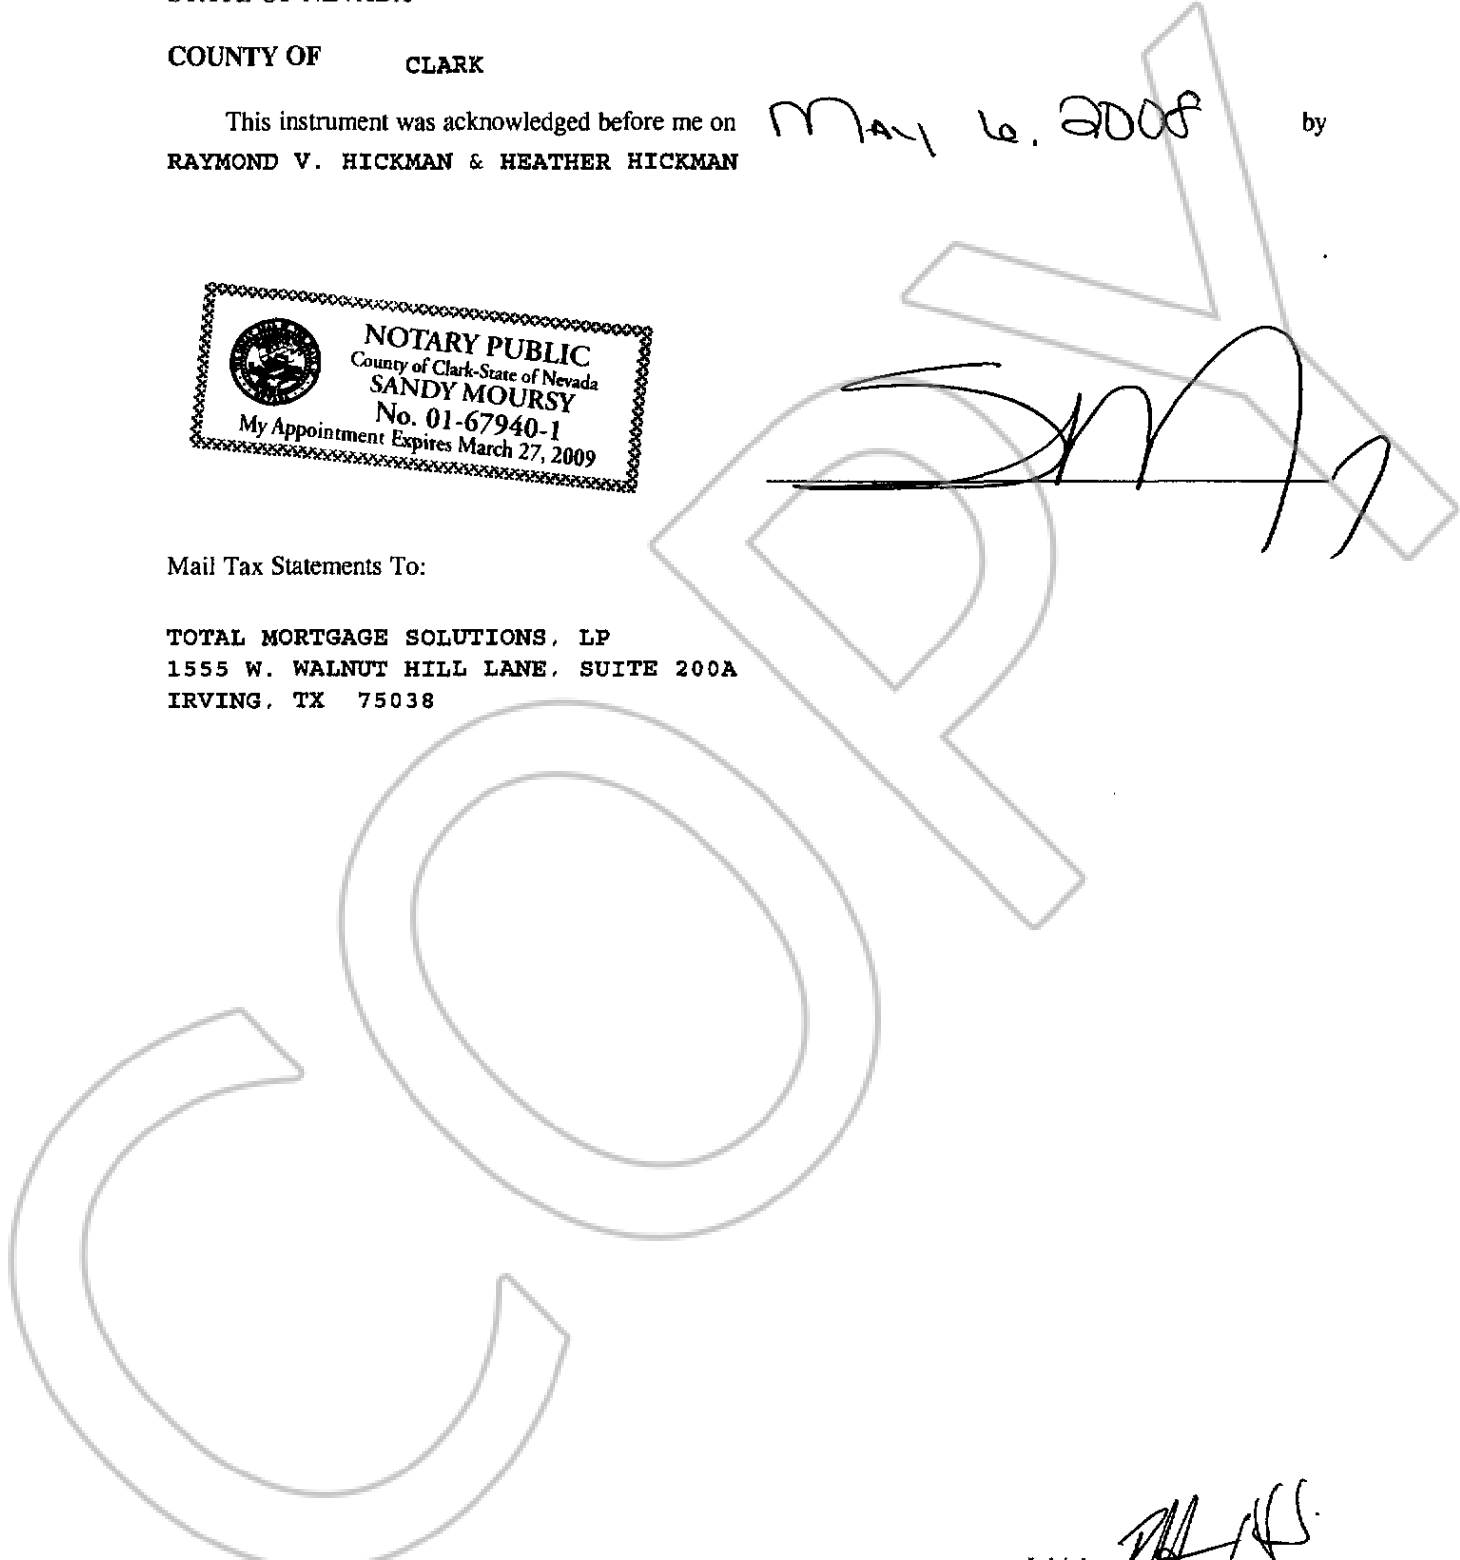 COUNTY OF CLARK
This instrument was acknowledged before me on May 6, 2008 by
RAYMOND V. HICKMAN & HEATHER HICKMAN
NOTARY PUBLIC
County of Clark-State of Nevada
SANDY MOURSY
No. 01-67940-1
My Appointment Expires March 27, 2009
Mail Tax Statements To:
TOTAL MORTGAGE SOLUTIONS, LP
1555 W. WALNUT HILL LANE, SUITE 200A
IRVING, TX 75038
COPY